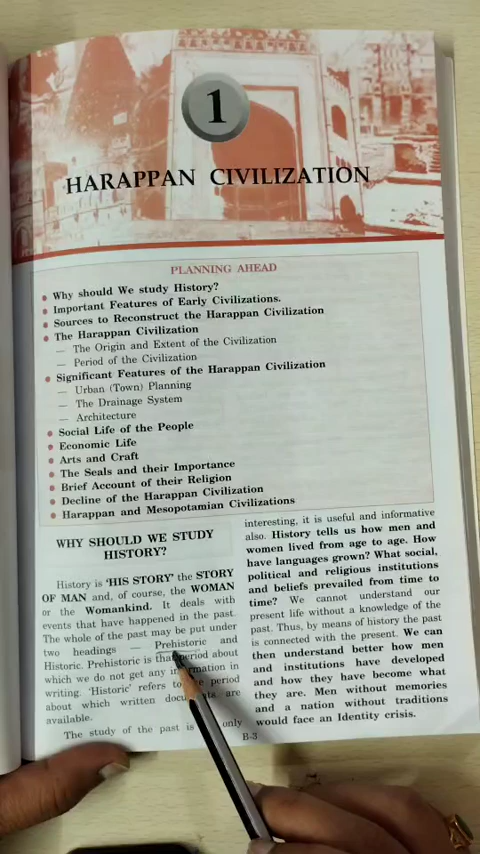 1
HARAPPAN CIVILIZATION
PLANNING AHEAD
• Why should We study History?
• Important Features of Early Civilizations.
• Sources to Reconstruct the Harappan Civilization
• The Harappan Civilization
— The Origin and Extent of the Civilization
— Period of the Civilization
• Significant Features of the Harappan Civilization
— Urban (Town) Planning
— The Drainage System
— Architecture
• Social Life of the People
• Economic Life
• Arts and Craft
• The Seals and their Importance
• Brief Account of their Religion
• Decline of the Harappan Civilization
• Harappan and Mesopotamian Civilizations
WHY SHOULD WE STUDY
HISTORY?
History is 'HIS STORY' the STORY
OF MAN and, of course, the WOMAN
or the Womankind. It deals with
events that have happened in the past.
The whole of the past may be put under
two headings — Prehistoric and
Historic. Prehistoric is that period about
which we do not get any information in
writing. 'Historic' refers to the period
about which written documents are
available.
The study of the past is only
interesting, it is useful and informative
also. History tells us how men and
women lived from age to age. How
have languages grown? What social,
political and religious institutions
and beliefs prevailed from time to
time? We cannot understand our
present life without a knowledge of the
past. Thus, by means of history the past
is connected with the present. We can
then understand better how men
and institutions have developed
and how they have become what
they are. Men without memories
and a nation without traditions
would face an Identity crisis.
B-3